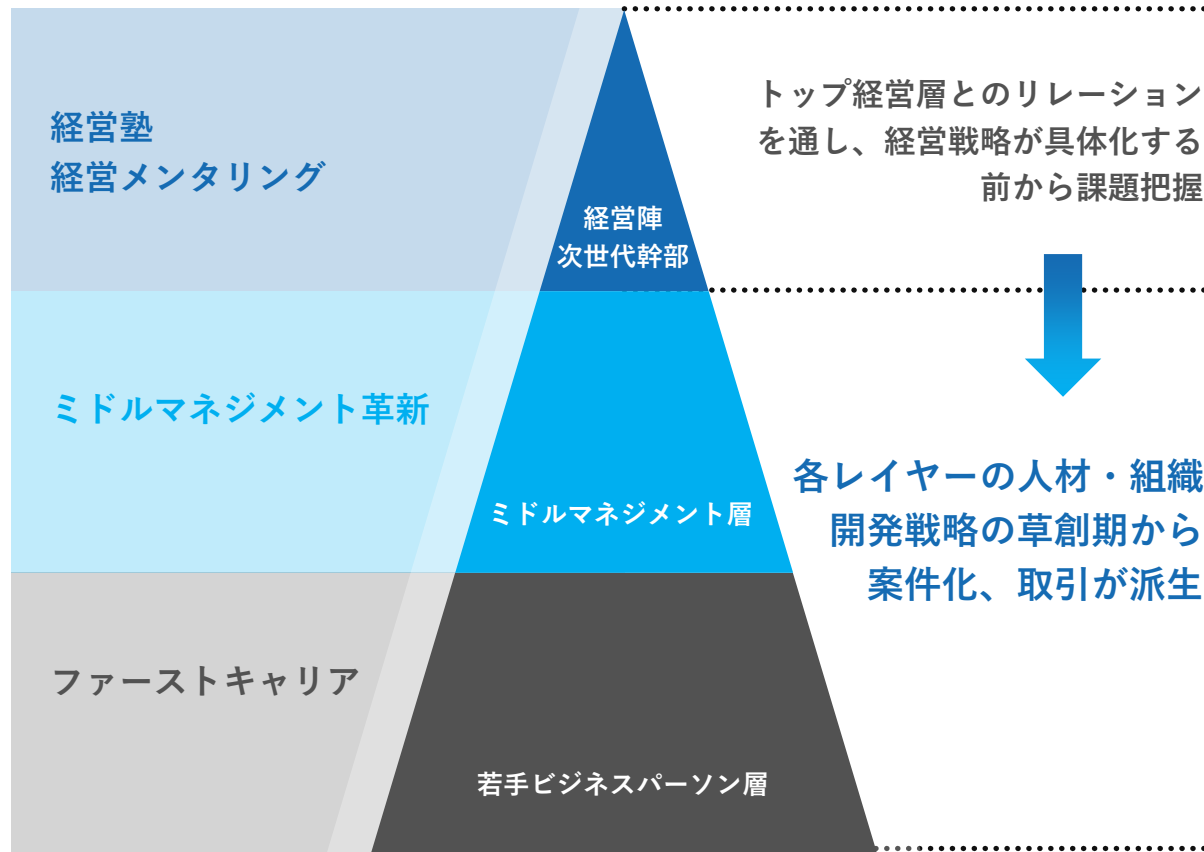 経営塾
経営メンタリング
経営陣
次世代幹部
トップ経営層とのリレーション
を通し、経営戦略が具体化する
前から課題把握
ミドルマネジメント革新
ミドルマネジメント層
各レイヤーの人材・組織
開発戦略の草創期から
案件化、取引が派生
ファーストキャリア
若手ビジネスパーソン層